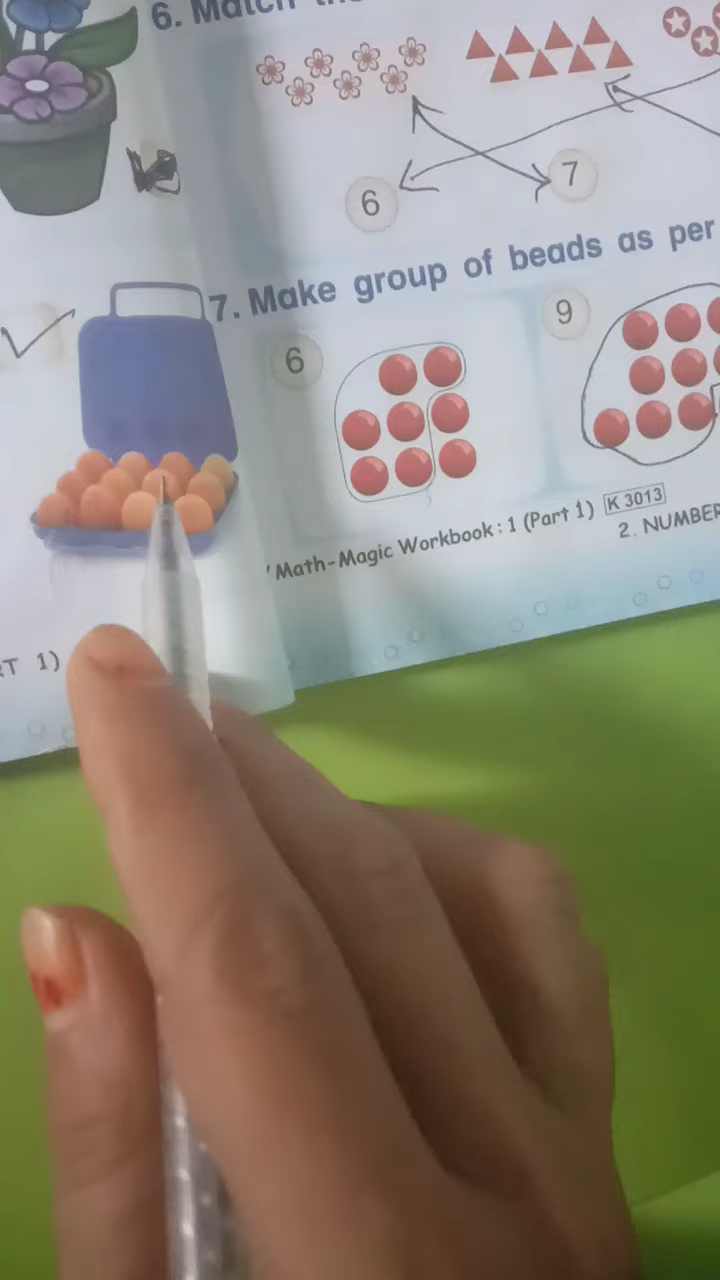 6. Match
6
7
7. Make group of beads as per
6
9
Math-Magic Workbook : 1 (Part 1) K 3013
2. NUMBER
T 1)